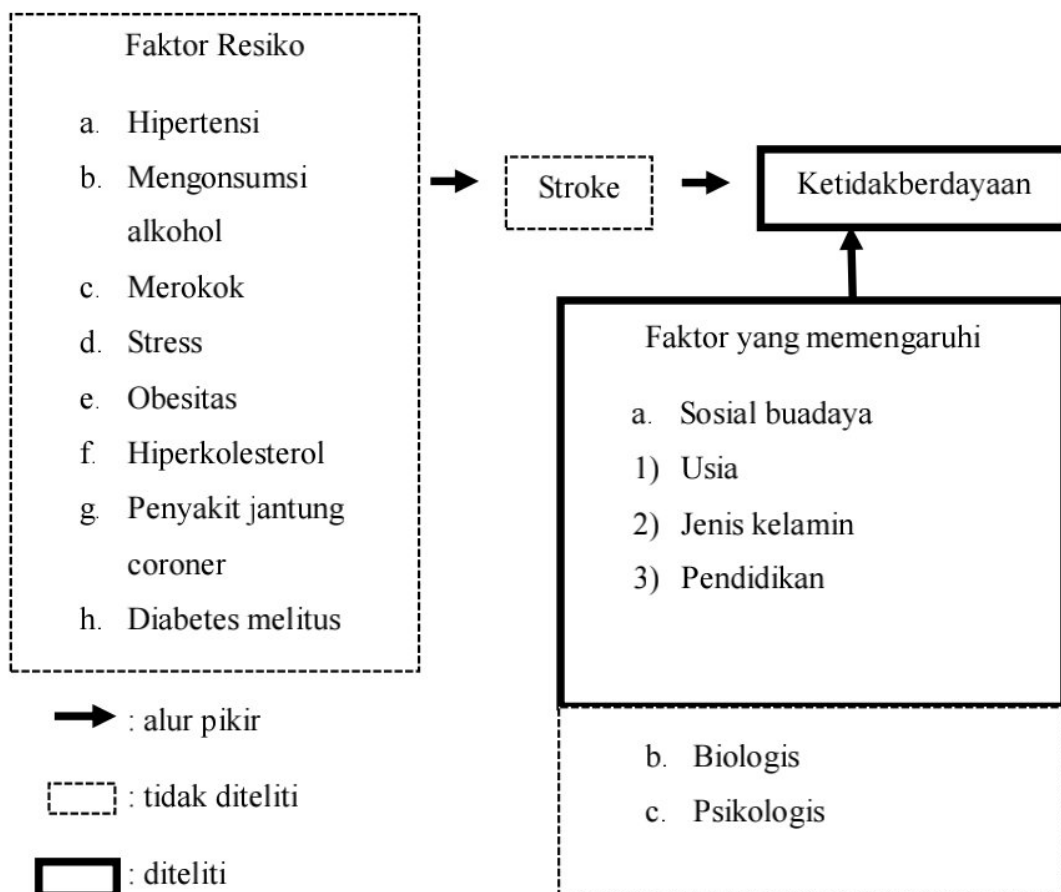 Faktor Resiko
a. Hipertensi
b. Mengonsumsi
alkohol
c. Merokok
d. Stress
e. Obesitas
f. Hiperkolesterol
g. Penyakit jantung
coroner
h. Diabetes melitus
Stroke
Ketidakberdayaan
Faktor yang memengaruhi
a. Sosial buadaya
1) Usia
2) Jenis kelamin
3) Pendidikan
b. Biologis
c. Psikologis
: alur pikir
: tidak diteliti
: diteliti